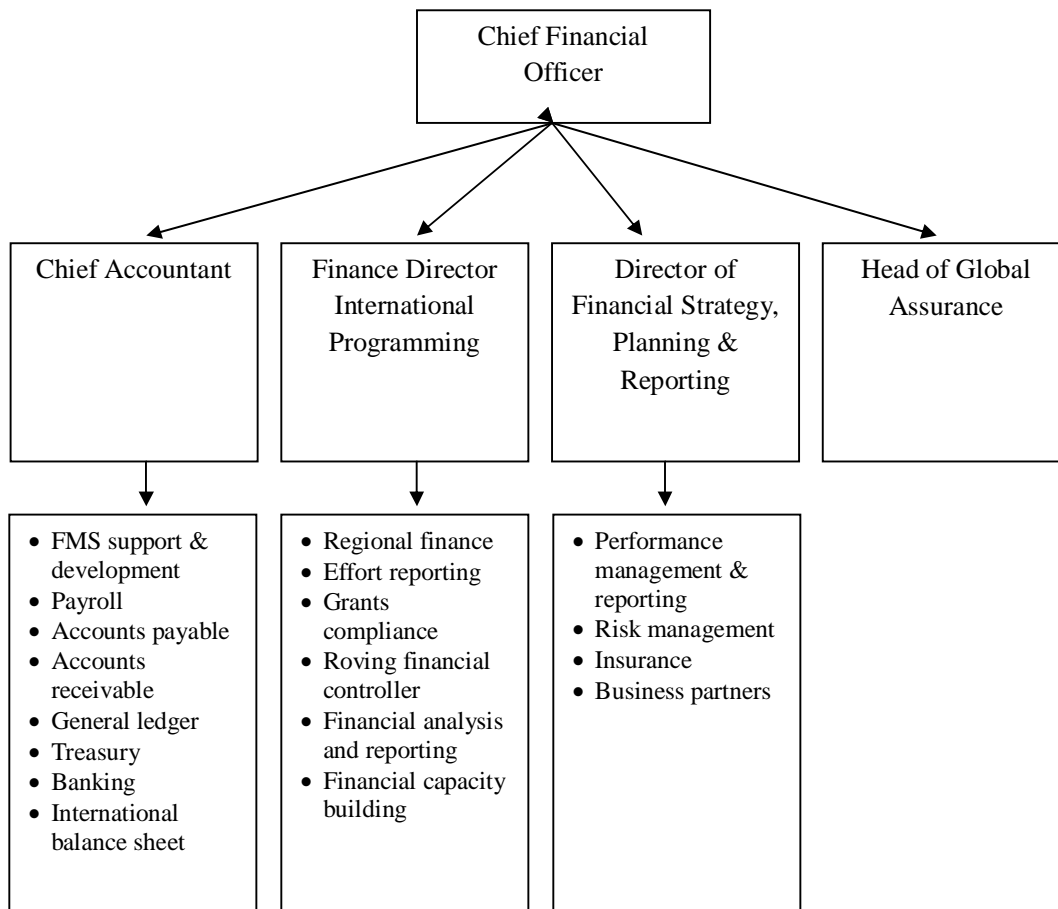 Chief Financial
Officer
Chief Accountant
Finance Director
International
Programming
Director of
Financial Strategy,
Planning &
Reporting
Head of Global
Assurance
• FMS support &
development
• Payroll
• Accounts payable
• Accounts
receivable
• General ledger
• Treasury
• Banking
• International
balance sheet
• Regional finance
• Effort reporting
• Grants
compliance
• Roving financial
controller
• Financial analysis
and reporting
• Financial capacity
building
• Performance
management &
reporting
• Risk management
• Insurance
• Business partners